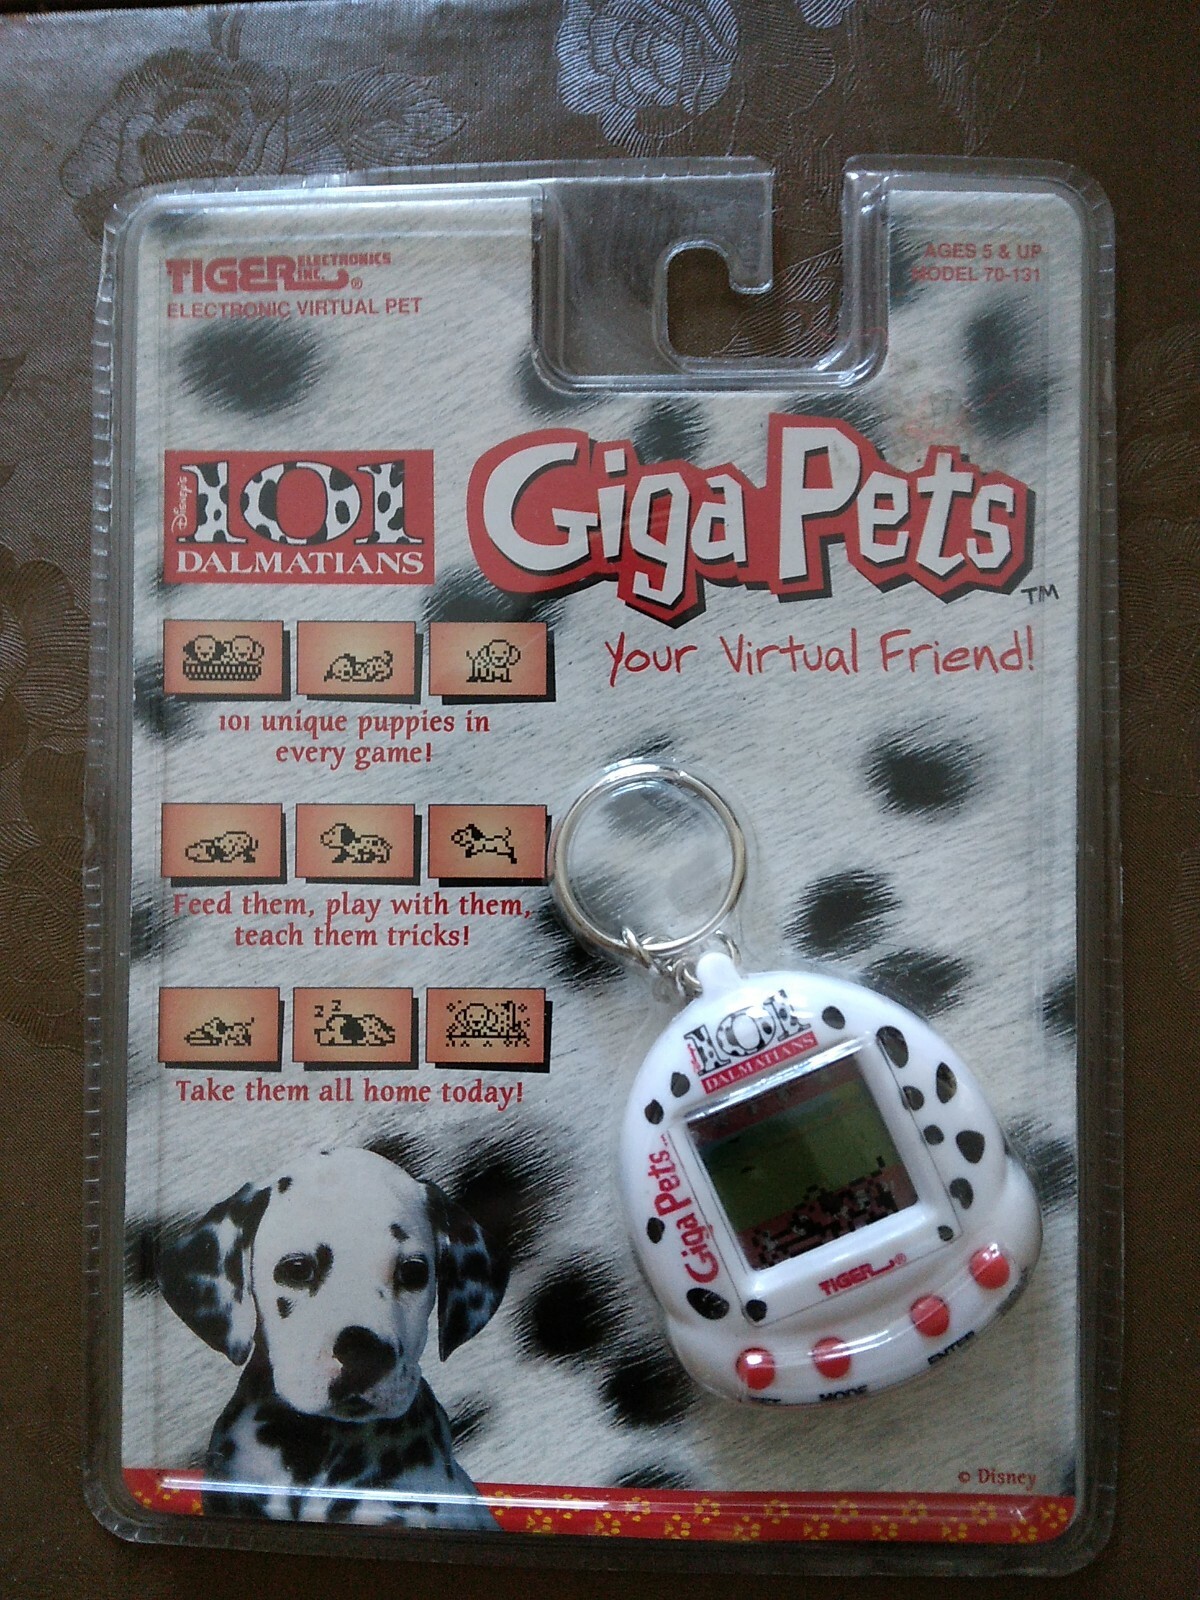 TIGER ELECTRONICS INC. ®
ELECTRONIC VIRTUAL PET
AGES 5 & UP
MODEL 70-131
Disney's 101
DALMATIANS
Giga Pets ™
Your Virtual Friend!
101 unique puppies in
every game!
Feed them, play with them,
teach them tricks!
z z
Take them all home today!
Disney's 101
DALMATIANS
Giga Pets
TIGER ®
MODE
ENTER
© Disney